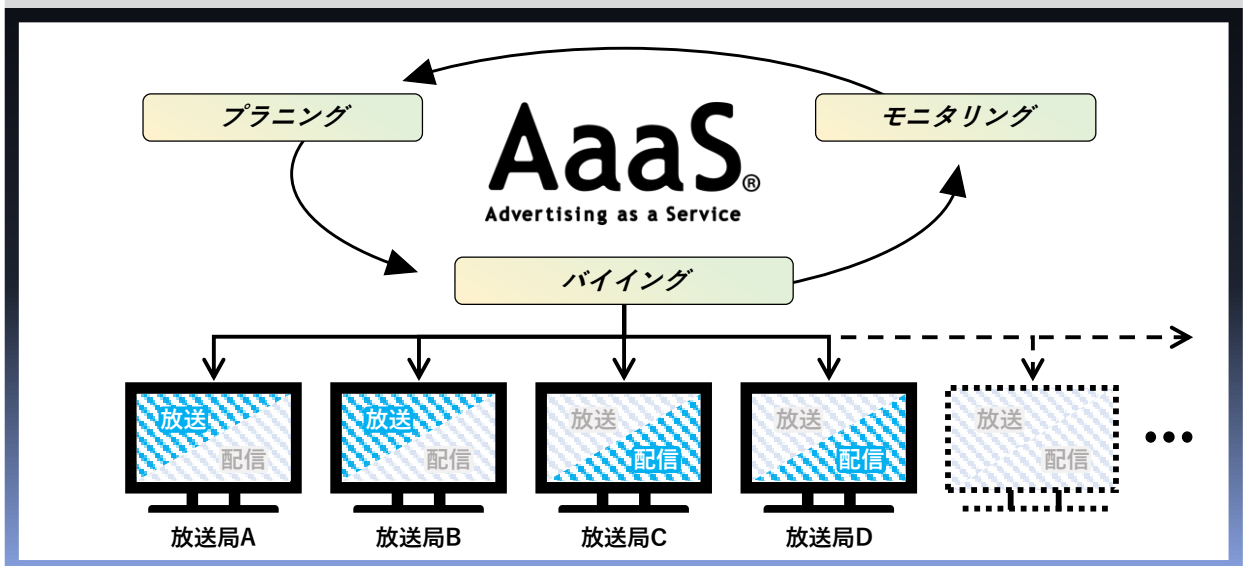 プラニング
モニタリング
AaaS®
Advertising as a Service
バイイング
放送
配信
放送
配信
放送
配信
放送
配信
放送
配信
•••
放送局A
放送局B
放送局C
放送局D